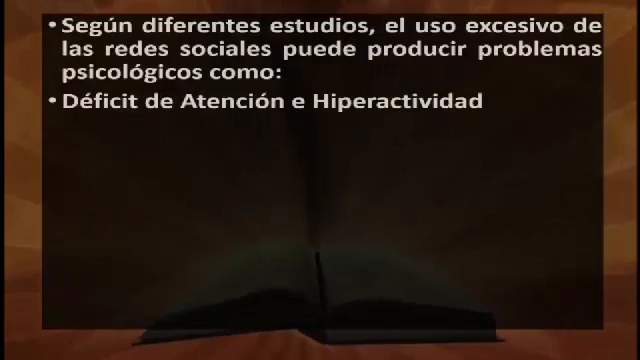 • Según diferentes estudios, el uso excesivo de
las redes sociales puede producir problemas
psicológicos como:
• Déficit de Atención e Hiperactividad